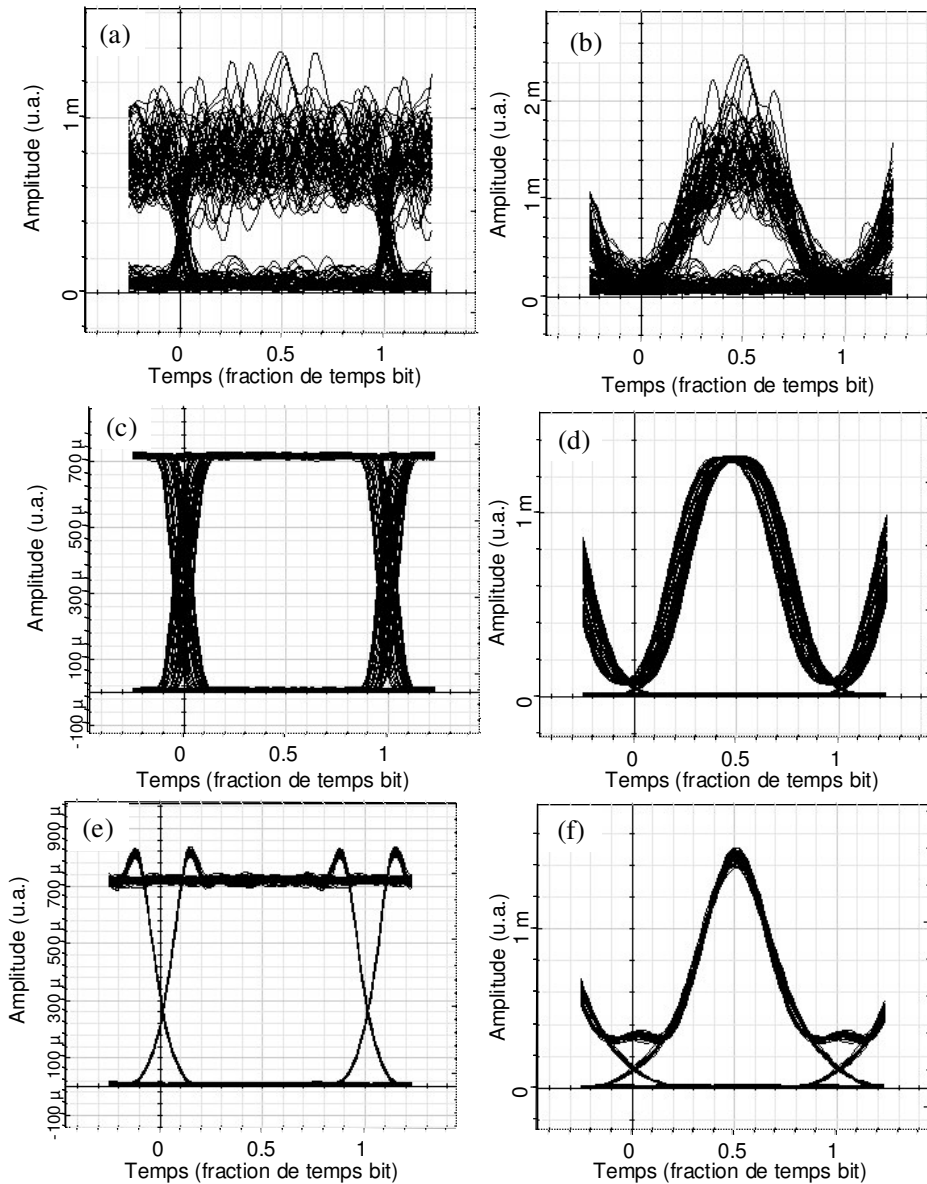 (a)
Amplitude (u.a.)
1 m
0
0 0.5 1
Temps (fraction de temps bit)
(b)
Amplitude (u.a.)
2 m
1 m
0
0 0.5 1
Temps (fraction de temps bit)
(c)
Amplitude (u.a.)
700 µ
500 µ
300 µ
100 µ
-100 µ
0 0.5 1
Temps (fraction de temps bit)
(d)
Amplitude (u.a.)
1 m
0
0 0.5 1
Temps (fraction de temps bit)
(e)
Amplitude (u.a.)
900 µ
700 µ
500 µ
300 µ
100 µ
-100 µ
0 0.5 1
Temps (fraction de temps bit)
(f)
Amplitude (u.a.)
1 m
0
0 0.5 1
Temps (fraction de temps bit)